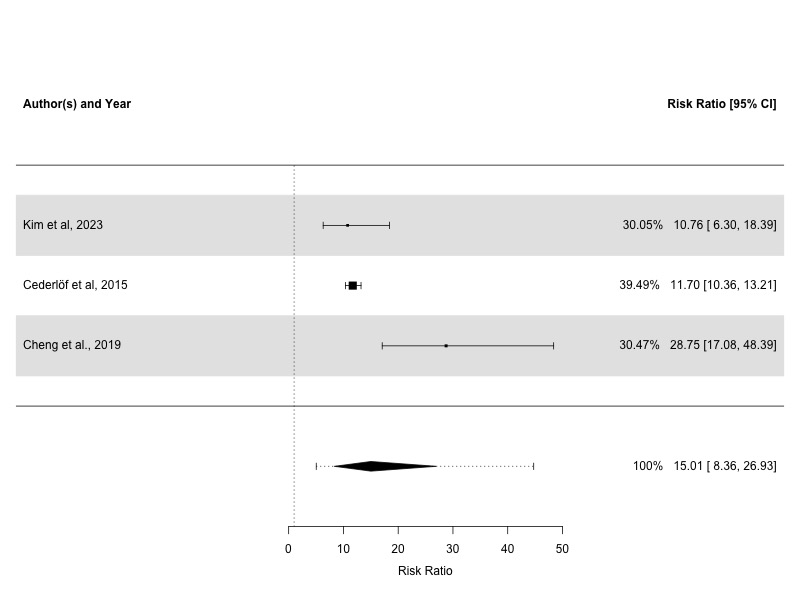 Author(s) and Year Risk Ratio [95% CI]
Kim et al, 2023 30.05% 10.76 [ 6.30, 18.39]
Cederlöf et al, 2015 39.49% 11.70 [10.36, 13.21]
Cheng et al., 2019 30.47% 28.75 [17.08, 48.39]
100% 15.01 [ 8.36, 26.93]
0 10 20 30 40 50
Risk Ratio